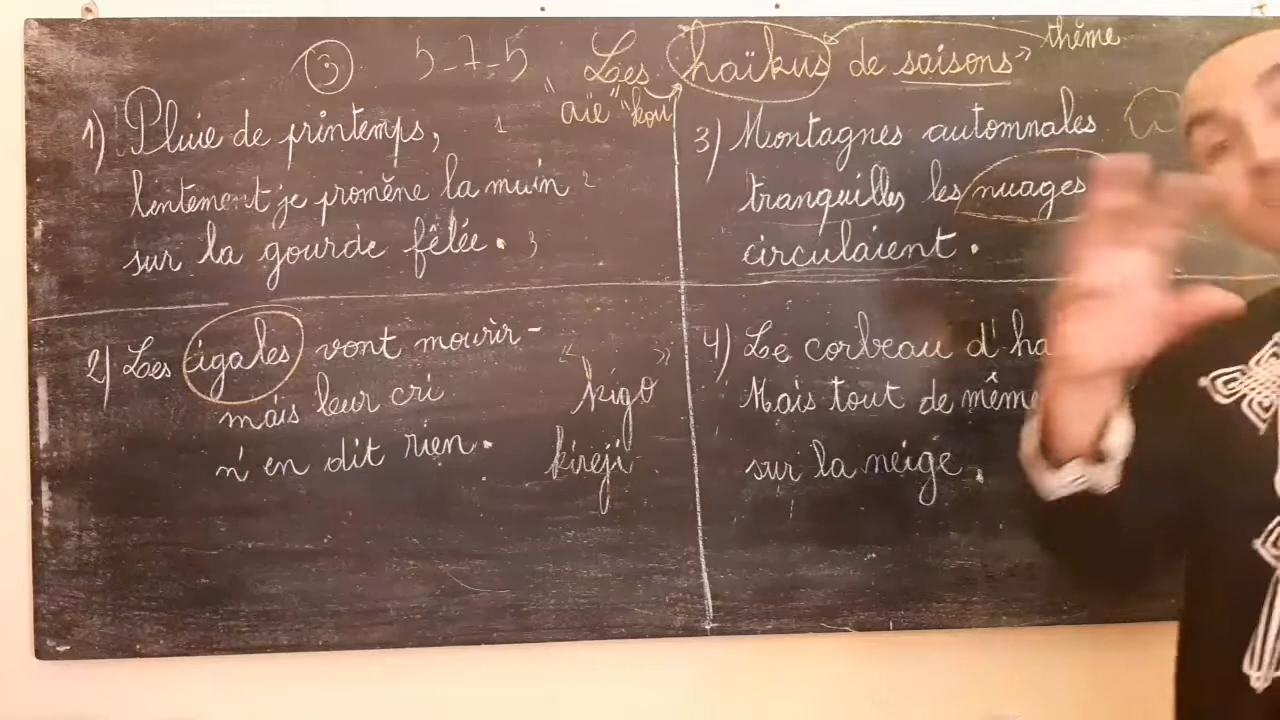 3 5-7-5 "Les haïkus de saisons" thème
"aïe" "kou"
1) Pluie de printemps, 1
lentement je promène la main 2
sur la gourde fêlée. 3
2) Les cigales vont mourir -
mais leur cri
n'en dit rien.
"kigo"
kireji
3) Montagnes automnales
tranquilles les nuages
circulaient.
4) Le corbeau d'ha
Mais tout de même
sur la neige.